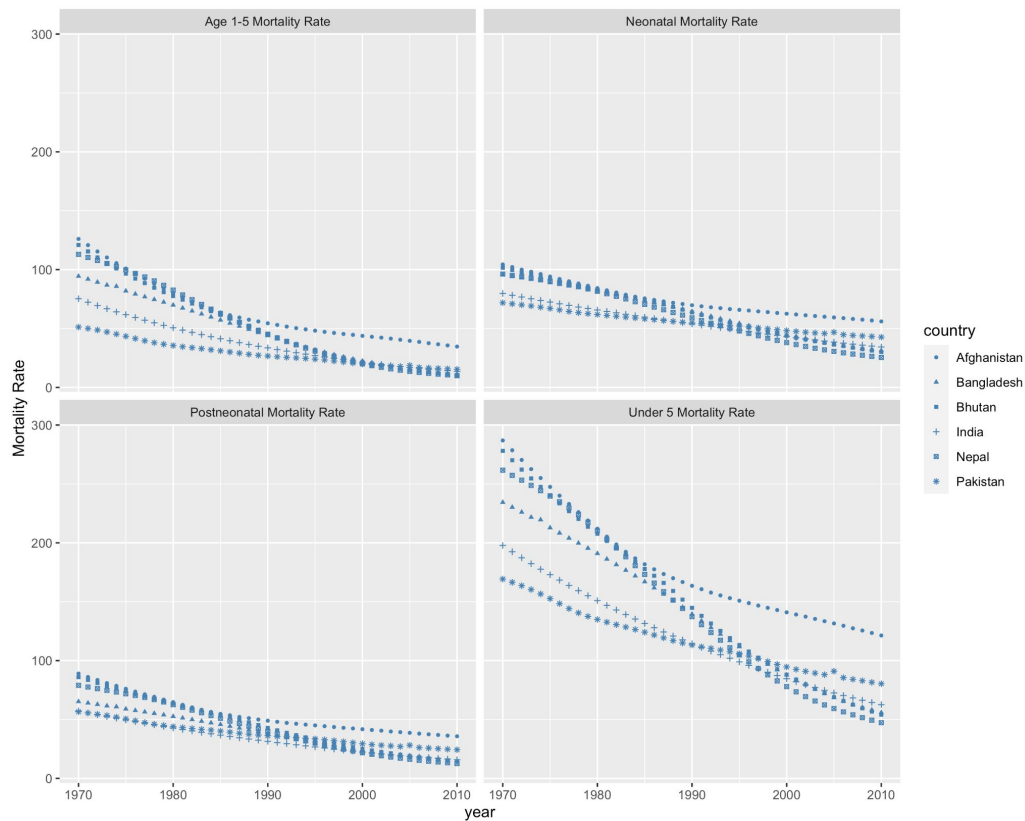 Age 1-5 Mortality Rate
Neonatal Mortality Rate
300
200
100
0
Postneonatal Mortality Rate
Under 5 Mortality Rate
300
200
100
0
1970 1980 1990 2000 2010
1970 1980 1990 2000 2010
year
Mortality Rate
country
Afghanistan
Bangladesh
Bhutan
India
Nepal
Pakistan